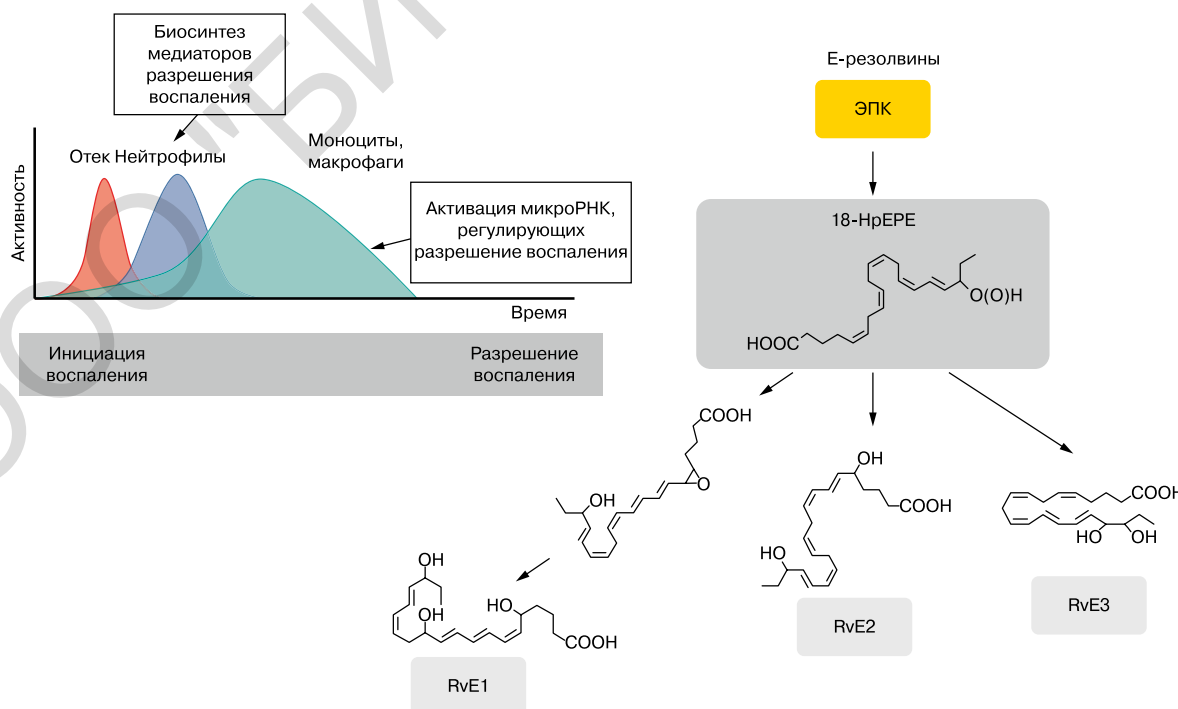 Биосинтез
медиаторов
разрешения
воспаления
Отек Нейтрофилы
Моноциты,
макрофаги
Активация микроРНК,
регулирующих
разрешение воспаления
Активность
Время
Инициация
воспаления
Разрешение
воспаления
Е-резолвины
ЭПК
18-HpEPE
O(O)H
HOOC
COOH
OH
O
OH
COOH
HO
COOH
HO
OH
OH
OH
HO
COOH
RvE1
RvE2
RvE3
ООО "БИ